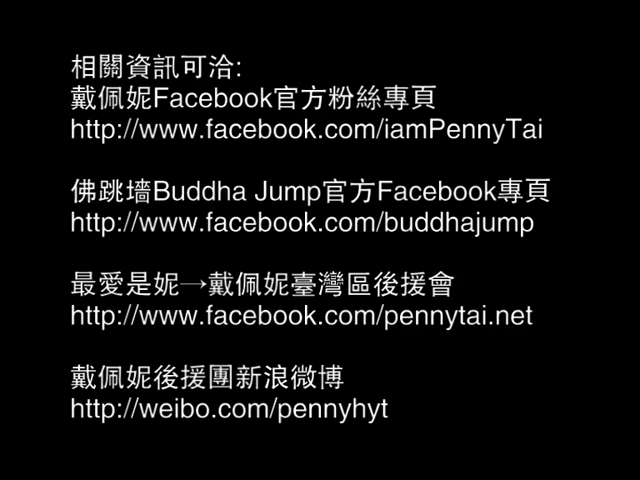 相關資訊可洽:
戴佩妮Facebook官方粉絲專頁
http://www.facebook.com/iamPennyTai
佛跳墻Buddha Jump官方Facebook專頁
http://www.facebook.com/buddhajump
最愛是妮→戴佩妮臺灣區後援會
http://www.facebook.com/pennytai.net
戴佩妮後援團新浪微博
http://weibo.com/pennyhyt